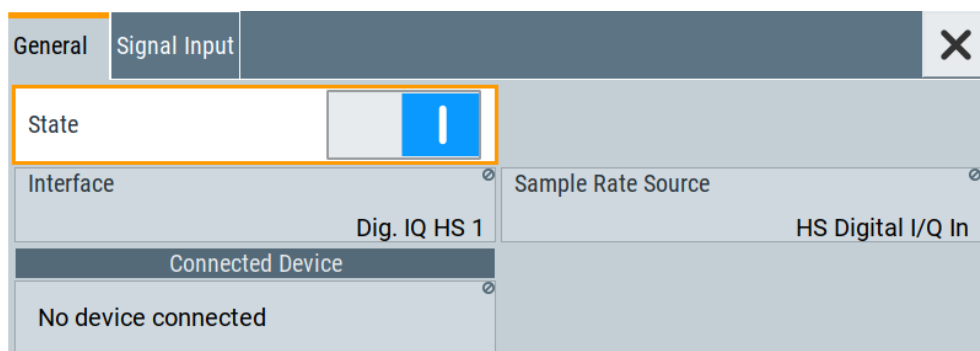 General
Signal Input
State
Interface
Dig. IQ HS 1
Sample Rate Source
HS Digital I/Q In
Connected Device
No device connected